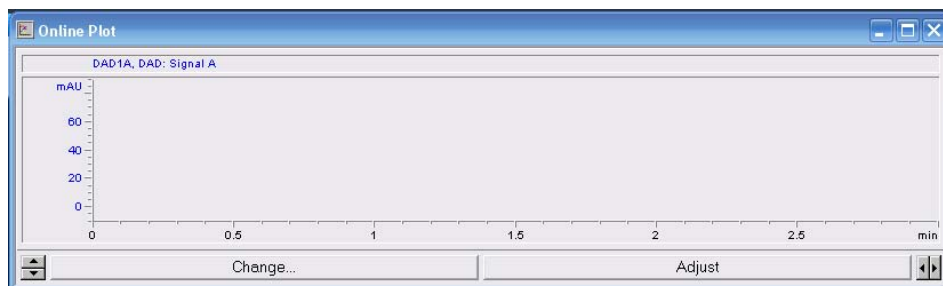 Online Plot
DAD1A, DAD: Signal A
mAU
60
40
20
0
0 0.5 1 1.5 2 2.5 min
Change... Adjust